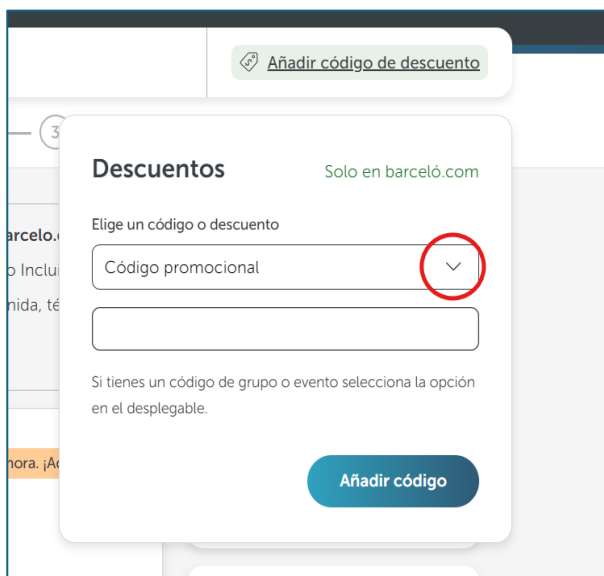 Añadir código de descuento
3
Descuentos
Solo en barceló.com
Elige un código o descuento
Código promocional
Si tienes un código de grupo o evento selecciona la opción
en el desplegable.
Añadir código